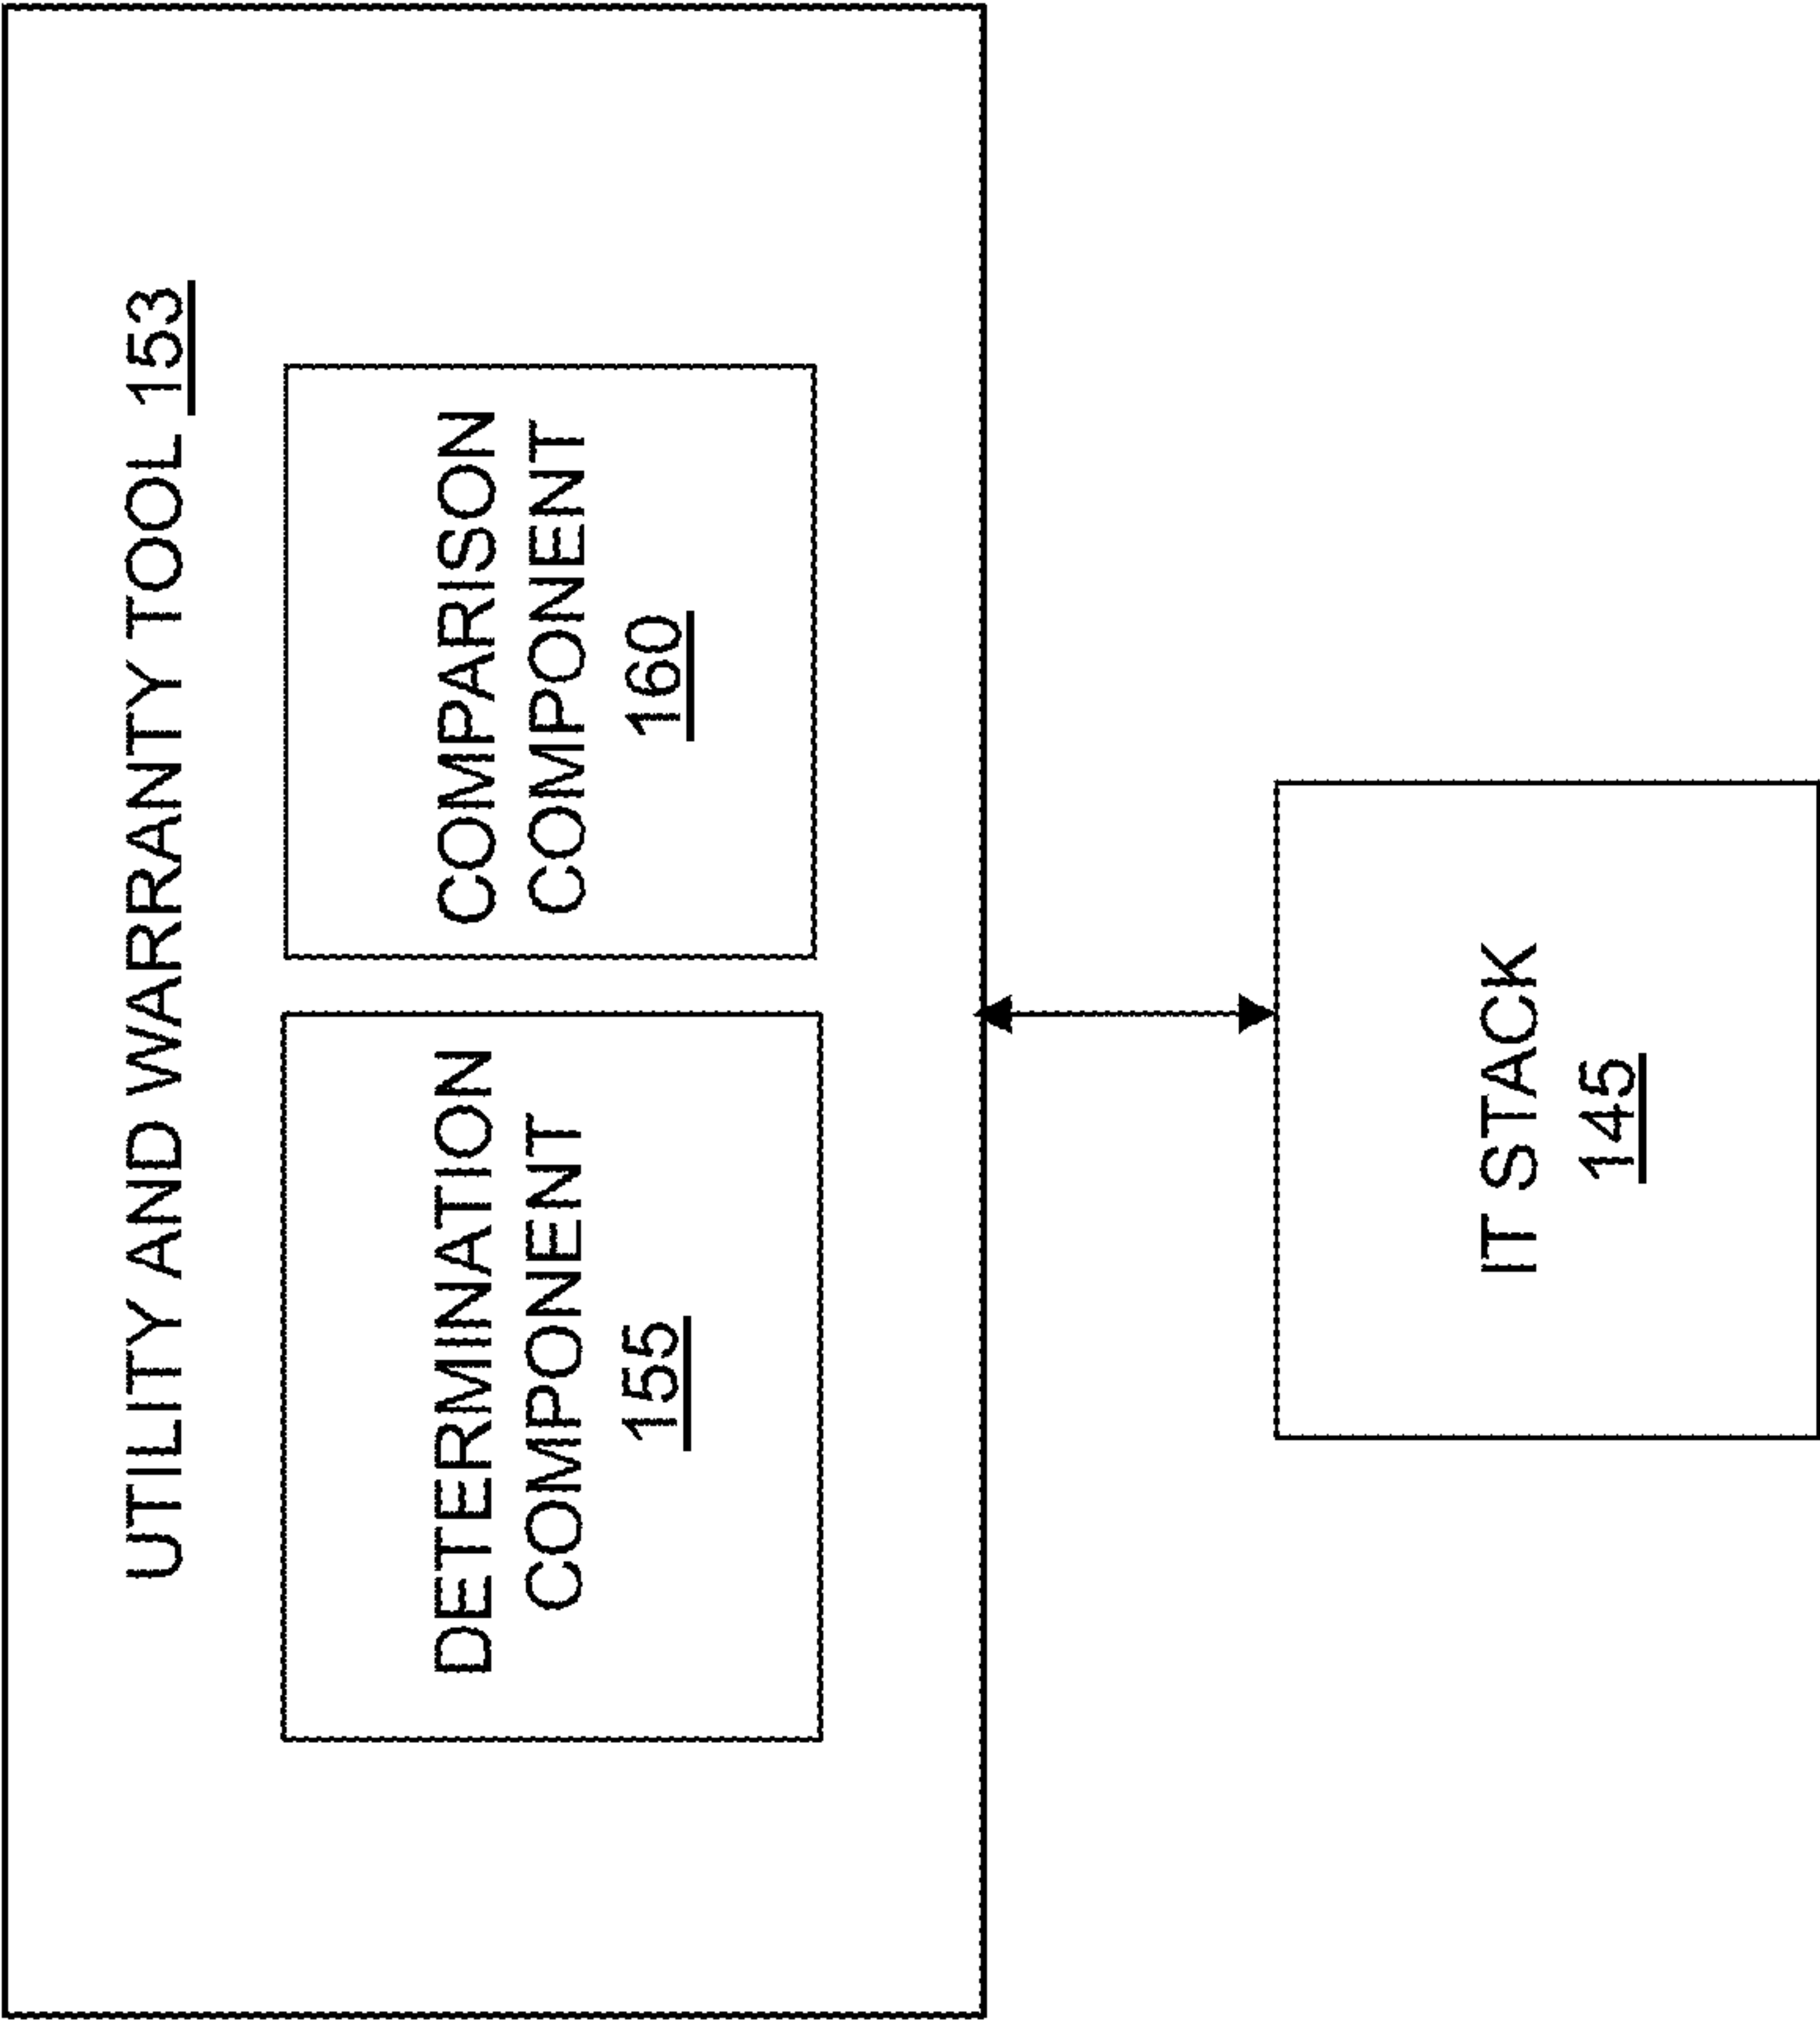 UTILITY AND WARRANTY TOOL 153
DETERMINATION
COMPONENT
155
COMPARISON
COMPONENT
160
IT STACK
145